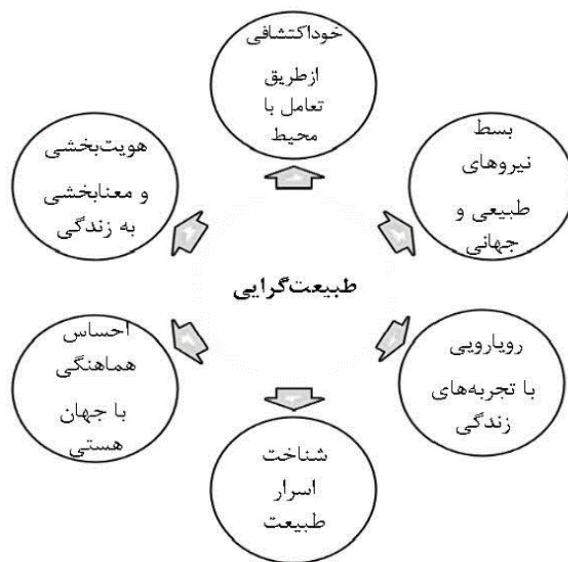 خوداکتشافی
ازطریق
تعامل با
محیط
بسط
نیروهای
طبیعی و
جهانی
هویت‌بخشی
و معنابخشی
به زندگی
طبیعت‌گرایی
رویارویی
با تجربه‌های
زندگی
احساس
هماهنگی
با جهان
هستی
شناخت
اسرار
طبیعت